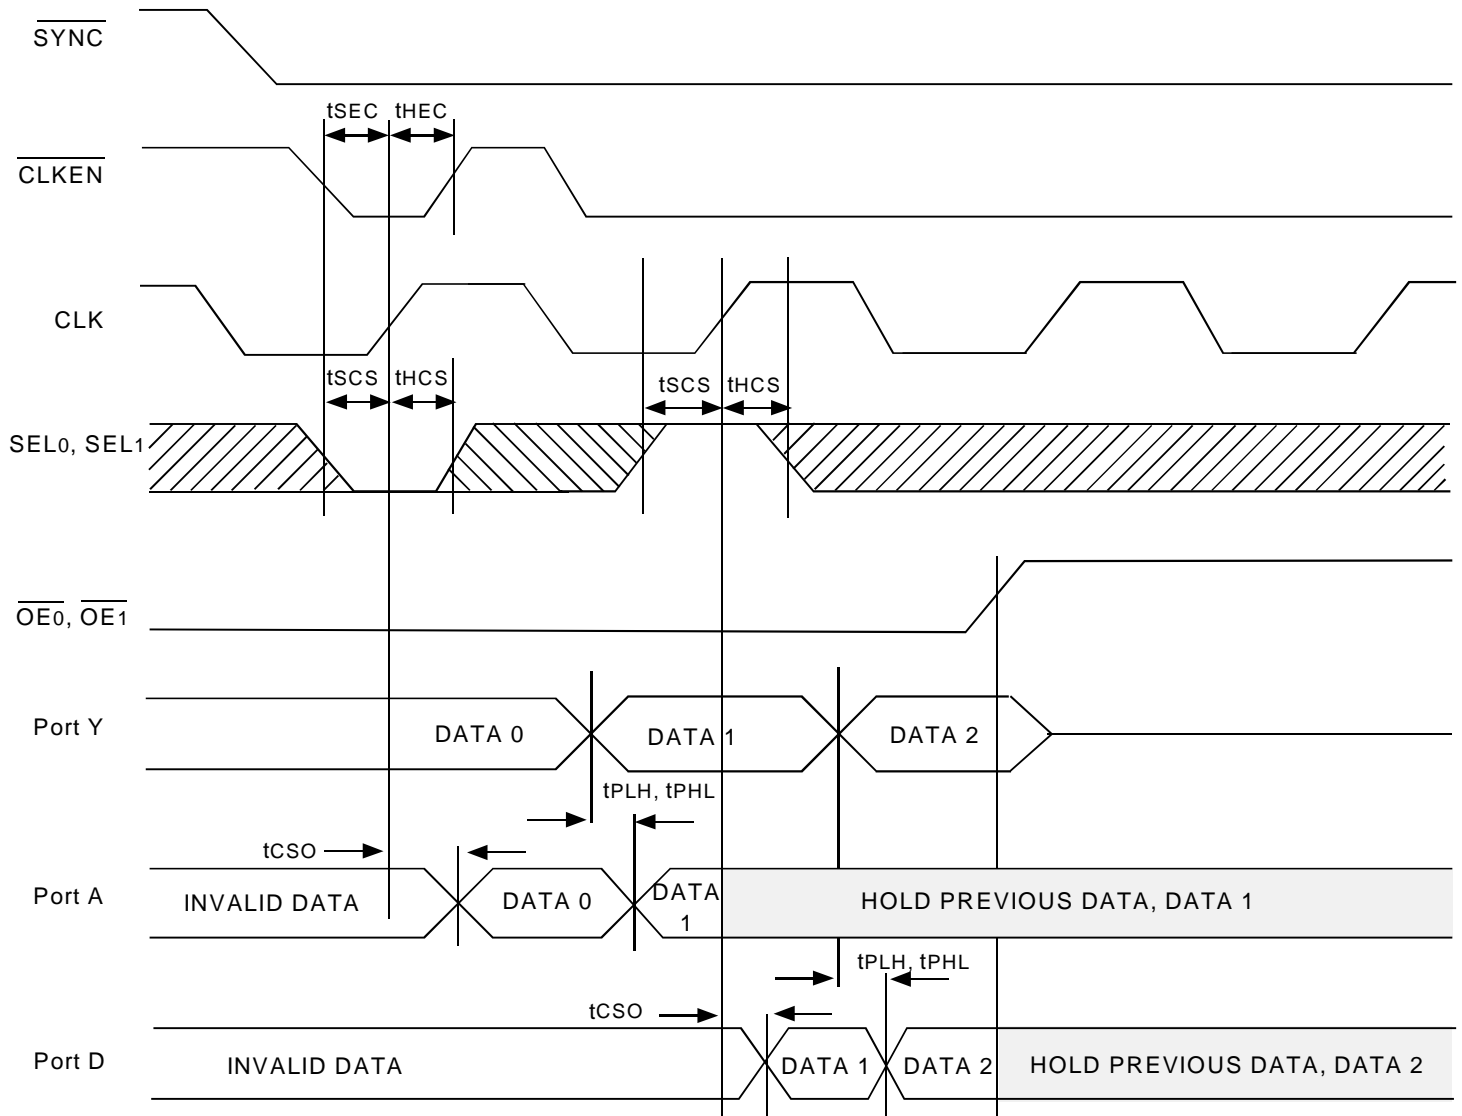 SYNC
tSEC tHEC
CLKEN
CLK
tSCS tHCS tSCS tHCS
SEL0, SEL1
OE0, OE1
Port Y DATA 0 DATA 1 DATA 2
tPLH, tPHL
tCSO
Port A INVALID DATA DATA 0 DATA 1 HOLD PREVIOUS DATA, DATA 1
tPLH, tPHL
tCSO
Port D INVALID DATA DATA 1 DATA 2 HOLD PREVIOUS DATA, DATA 2